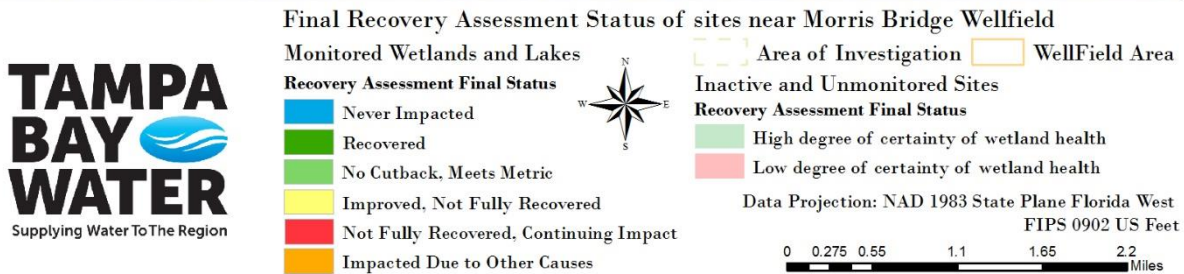 TAMPA
BAY
WATER
Supplying Water To The Region
Final Recovery Assessment Status of sites near Morris Bridge Wellfield
Monitored Wetlands and Lakes
Recovery Assessment Final Status
Never Impacted
Recovered
No Cutback, Meets Metric
Improved, Not Fully Recovered
Not Fully Recovered, Continuing Impact
Impacted Due to Other Causes
N
W E
S
Area of Investigation WellField Area
Inactive and Unmonitored Sites
Recovery Assessment Final Status
High degree of certainty of wetland health
Low degree of certainty of wetland health
Data Projection: NAD 1983 State Plane Florida West
FIPS 0902 US Feet
0 0.275 0.55 1.1 1.65 2.2
Miles